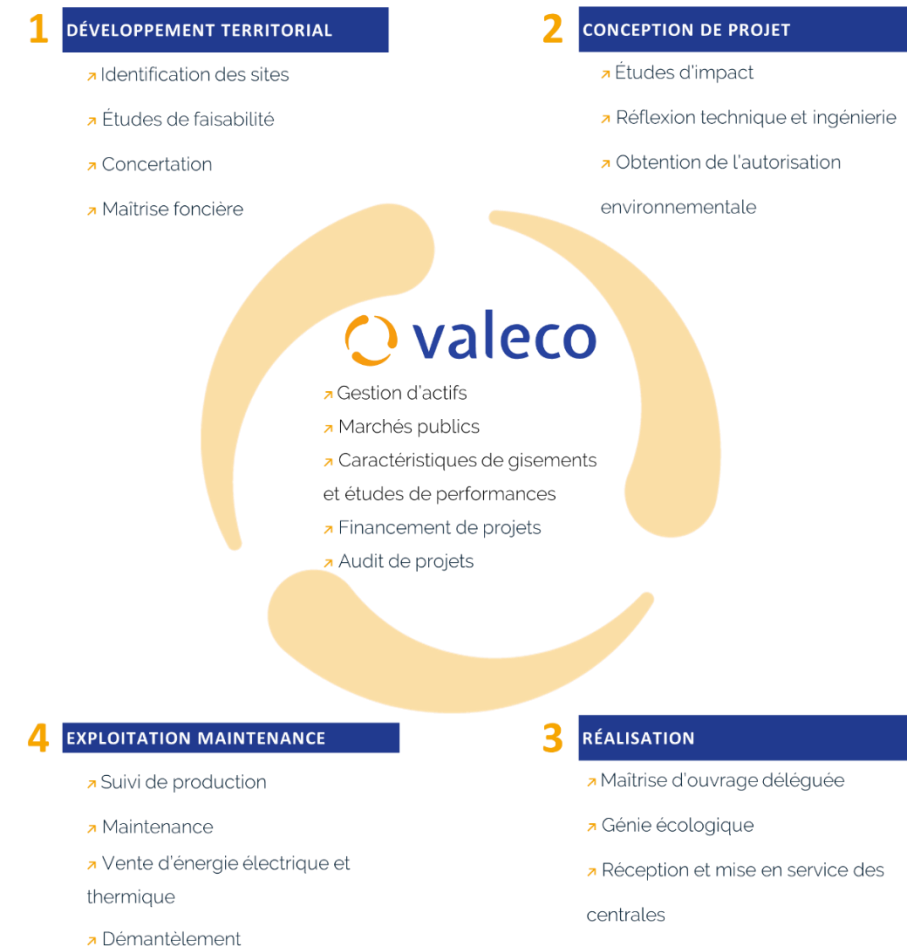 1 DÉVELOPPEMENT TERRITORIAL
↗ Identification des sites
↗ Études de faisabilité
↗ Concertation
↗ Maîtrise foncière
2 CONCEPTION DE PROJET
↗ Études d'impact
↗ Réflexion technique et ingénierie
↗ Obtention de l'autorisation
environnementale
valeco
↗ Gestion d'actifs
↗ Marchés publics
↗ Caractéristiques de gisements
et études de performances
↗ Financement de projets
↗ Audit de projets
4 EXPLOITATION MAINTENANCE
↗ Suivi de production
↗ Maintenance
↗ Vente d'énergie électrique et
thermique
↗ Démantèlement
3 RÉALISATION
↗ Maîtrise d'ouvrage déléguée
↗ Génie écologique
↗ Réception et mise en service des
centrales